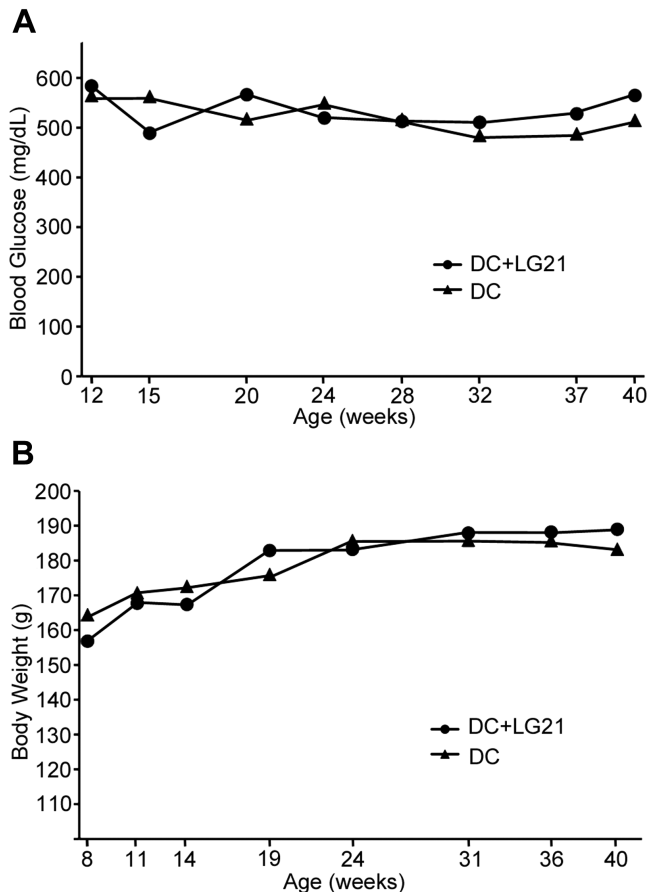 A
Blood Glucose (mg/dL)
600
500
400
300
200
100
0
DC+LG21
DC
12 15 20 24 28 32 37 40
Age (weeks)
B
Body Weight (g)
200
190
180
170
160
150
140
130
120
110
DC+LG21
DC
8 11 14 19 24 31 36 40
Age (weeks)